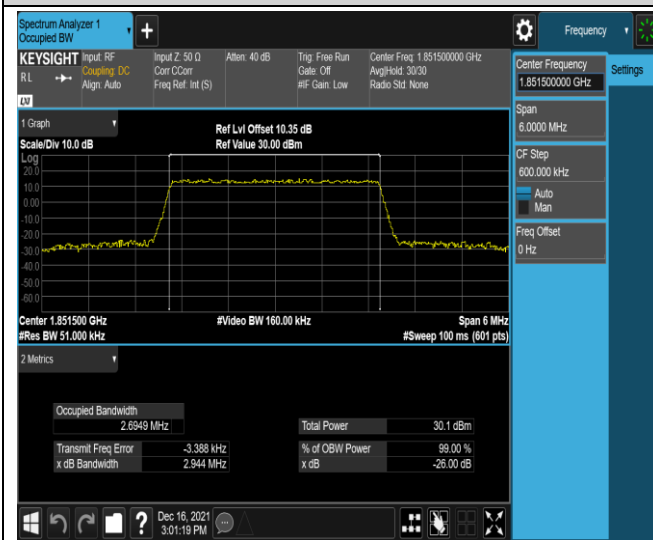 Spectrum Analyzer 1
Occupied BW
+
Frequency
KEYSIGHT
Input: RF
Coupling: DC
Align: Auto
Input Z: 50 Ω
Corr CCorr
Freq Ref: Int (S)
Atten: 40 dB
Trig: Free Run
Gate: Off
#IF Gain: Low
Center Freq: 1.851500000 GHz
Avg|Hold: 30/30
Radio Std: None
RL
LXI
Center Frequency
1.851500000 GHz
Settings
Span
6.0000 MHz
CF Step
600.000 kHz
Auto
Man
Freq Offset
0 Hz
1 Graph
Scale/Div 10.0 dB
Ref Lvl Offset 10.35 dB
Ref Value 30.00 dBm
Log
20.0
10.0
0.00
-10.0
-20.0
-30.0
-50.0
-60.0
Center 1.851500 GHz
#Video BW 160.00 kHz
Span 6 MHz
#Res BW 51.000 kHz
#Sweep 100 ms (601 pts)
2 Metrics
Occupied Bandwidth
2.6949 MHz
Total Power 30.1 dBm
Transmit Freq Error -3.388 kHz
% of OBW Power 99.00 %
x dB Bandwidth 2.944 MHz
x dB -26.00 dB
?
Dec 16, 2021
3:01:19 PM